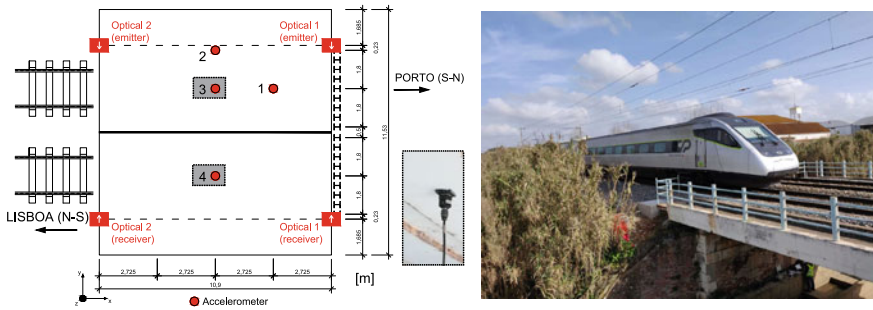 Optical 2
(emitter)
Optical 1
(emitter)
2
3
1
4
PORTO (S-N)
LISBOA (N-S)
Optical 2
(receiver)
Optical 1
(receiver)
1.685
0,23
1.8
1.8
0.5
11,53
1.8
1.8
0,23
1.685
2,725
2,725
2,725
2,725
10,9
[m]
y
z
x
Accelerometer